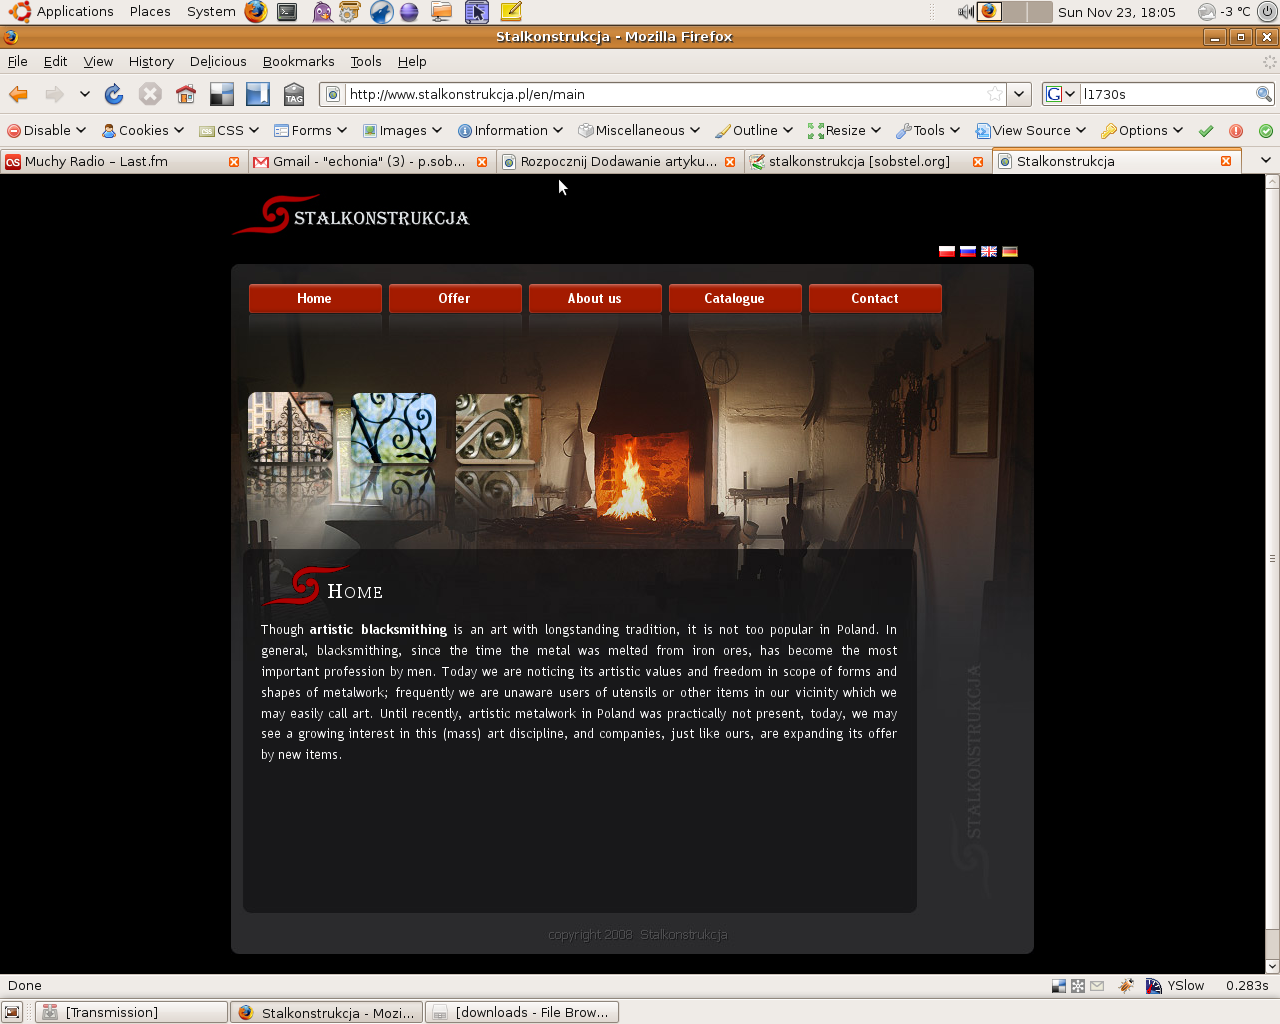 Applications Places System Sun Nov 23, 18:05 -3 °C
Stalkonstrukcja - Mozilla Firefox
File Edit View History Delicious Bookmarks Tools Help
TAG http://www.stalkonstrukcja.pl/en/main G l1730s
Disable Cookies CSS Forms Images Information Miscellaneous Outline Resize Tools View Source Options
Muchy Radio – Last.fm Gmail - "echonia" (3) - p.sob... Rozpocznij Dodawanie artyku... stalkonstrukcja [sobstel.org] Stalkonstrukcja
STALKONSTRUKCJA
Home Offer About us Catalogue Contact
Home
Though artistic blacksmithing is an art with longstanding tradition, it is not too popular in Poland. In
general, blacksmithing, since the time the metal was melted from iron ores, has become the most
important profession by men. Today we are noticing its artistic values and freedom in scope of forms and
shapes of metalwork; frequently we are unaware users of utensils or other items in our vicinity which we
may easily call art. Until recently, artistic metalwork in Poland was practically not present, today, we may
see a growing interest in this (mass) art discipline, and companies, just like ours, are expanding its offer
by new items.
STALKONSTRUKCJA
copyright 2008 Stalkonstrukcja
Done YSlow 0.283s
[Transmission] Stalkonstrukcja - Mozi... [downloads - File Brow...